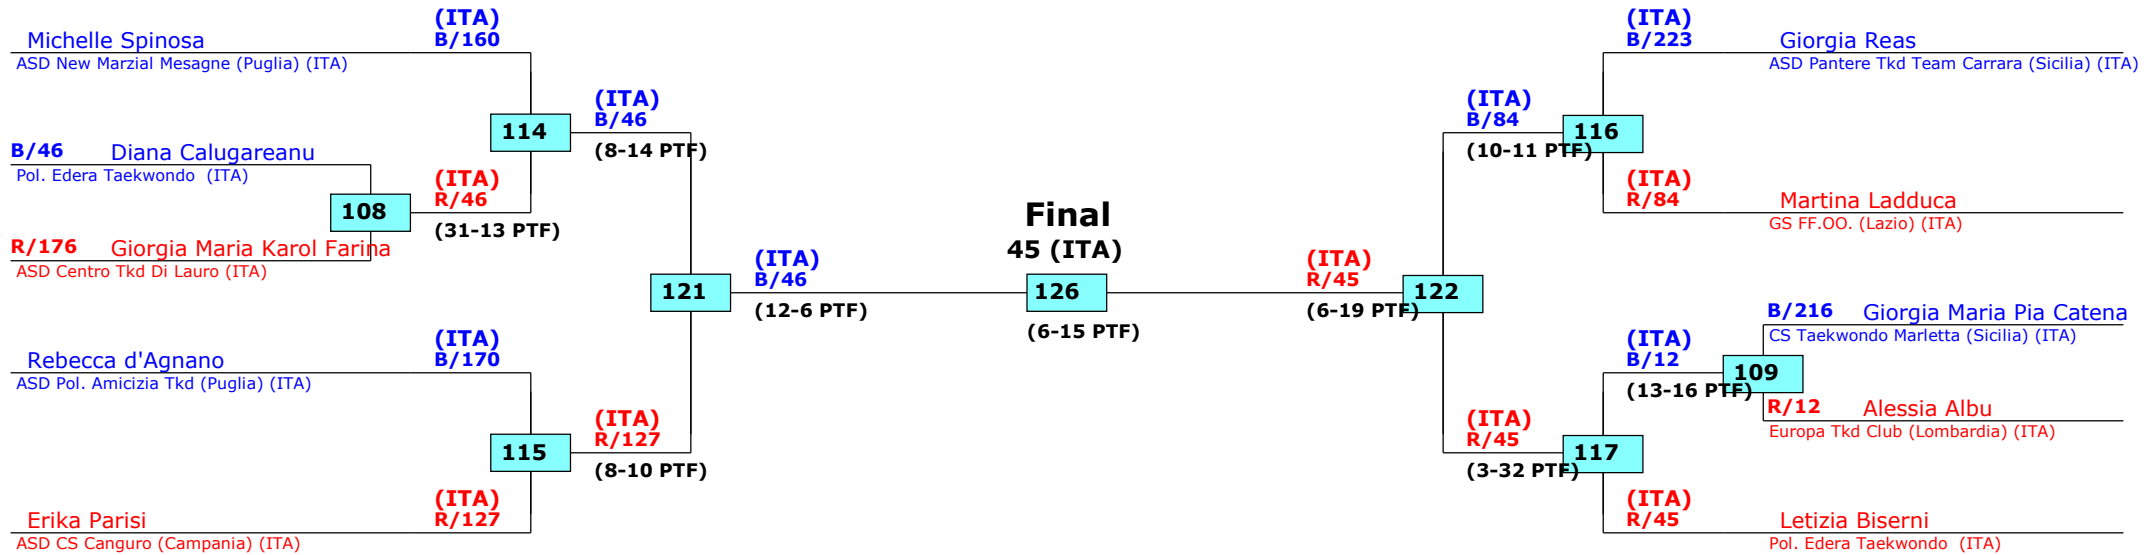 (ITA)
Michelle Spinosa B/160
ASD New Marzial Mesagne (Puglia) (ITA)
114
(ITA)
B/46
(8-14 PTF)
B/46 Diana Calugareanu
Pol. Edera Taekwondo (ITA)
108
(ITA)
R/46
(31-13 PTF)
R/176 Giorgia Maria Karol Farina
ASD Centro Tkd Di Lauro (ITA)
121
(ITA)
B/46
(12-6 PTF)
(ITA)
Rebecca d'Agnano B/170
ASD Pol. Amicizia Tkd (Puglia) (ITA)
115
(ITA)
R/127
(8-10 PTF)
(ITA)
Erika Parisi R/127
ASD CS Canguro (Campania) (ITA)
Final
45 (ITA)
126
(6-15 PTF)
(ITA)
R/45
(6-19 PTF)
122
(ITA)
B/84
(10-11 PTF)
116
(ITA)
B/223 Giorgia Reas
ASD Pantere Tkd Team Carrara (Sicilia) (ITA)
(ITA)
R/84 Martina Ladduca
GS FF.OO. (Lazio) (ITA)
B/216 Giorgia Maria Pia Catena
CS Taekwondo Marletta (Sicilia) (ITA)
(ITA)
B/12
(13-16 PTF)
109
R/12 Alessia Albu
Europa Tkd Club (Lombardia) (ITA)
(ITA)
R/45
(3-32 PTF)
117
(ITA)
R/45 Letizia Biserni
Pol. Edera Taekwondo (ITA)